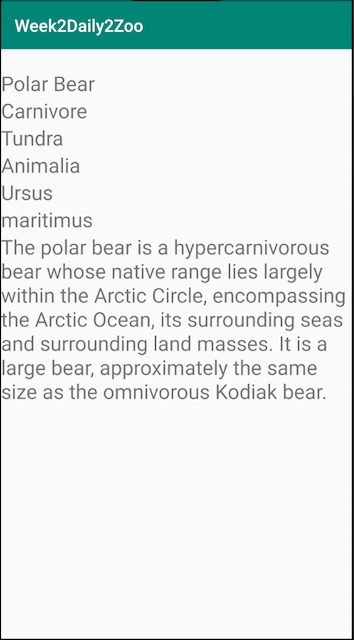 Week2Daily2Zoo
Polar Bear
Carnivore
Tundra
Animalia
Ursus
maritimus
The polar bear is a hypercarnivorous
bear whose native range lies largely
within the Arctic Circle, encompassing
the Arctic Ocean, its surrounding seas
and surrounding land masses. It is a
large bear, approximately the same
size as the omnivorous Kodiak bear.